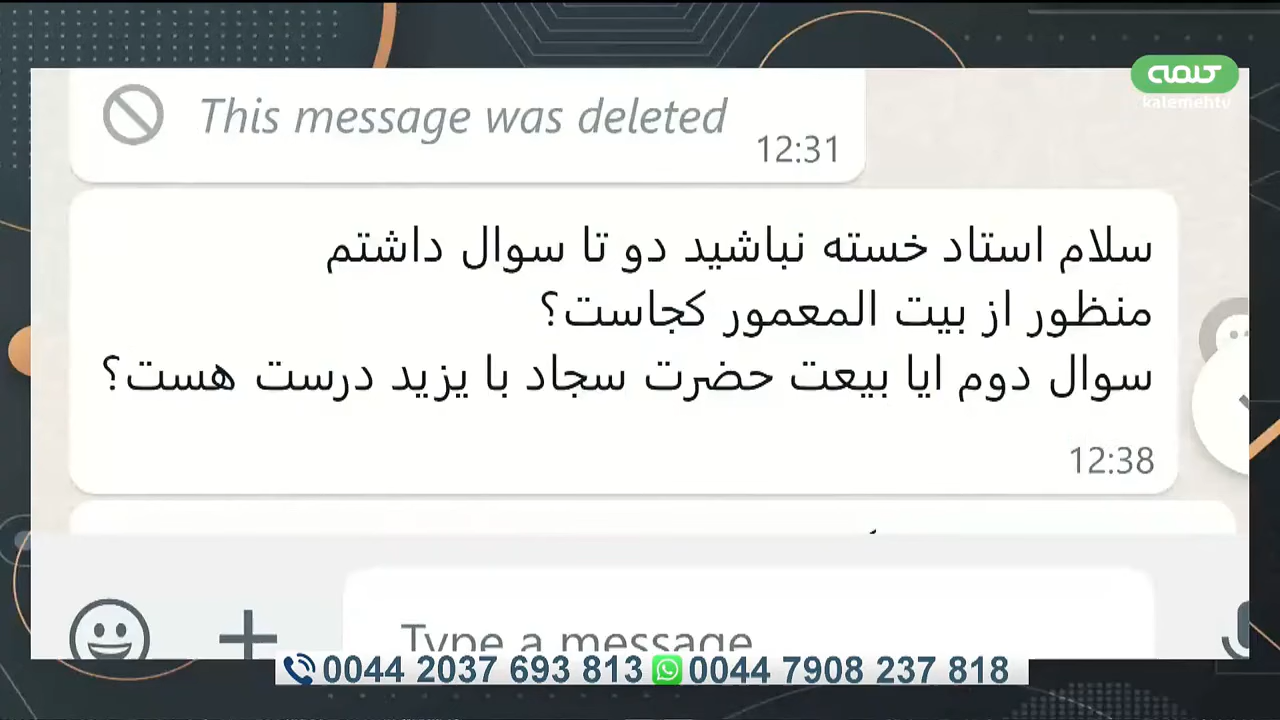 کلمه
kalemehtv
This message was deleted
12:31
سلام استاد خسته نباشید دو تا سوال داشتم
منظور از بیت المعمور کجاست؟
سوال دوم ایا بیعت حضرت سجاد با یزید درست هست؟
12:38
Type a message
0044 2037 693 813 0044 7908 237 818